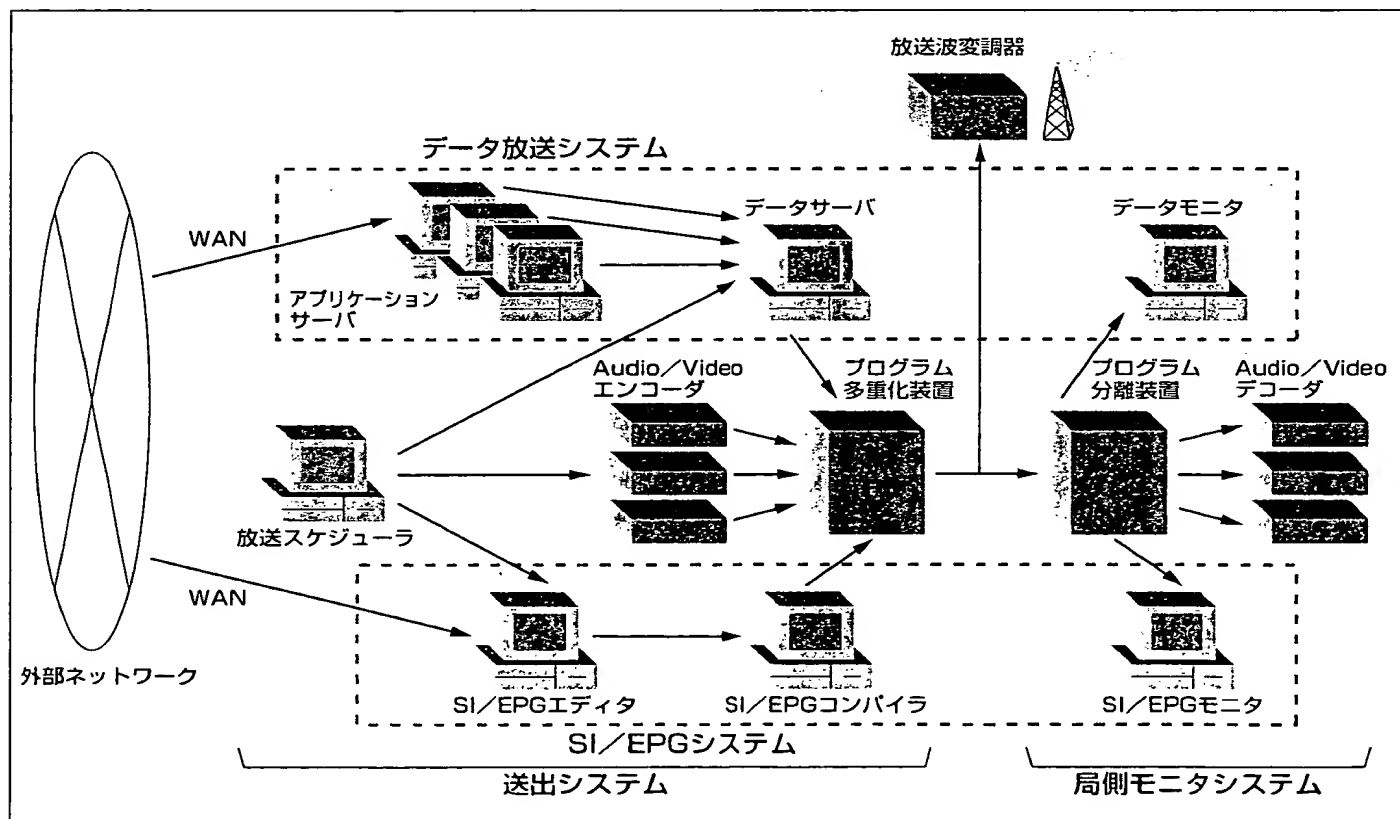 放送波変調器
データ放送システム
データサーバ
データモニタ
WAN
アプリケーション
サーバ
Audio／Video
エンコーダ
プログラム
多重化装置
プログラム
分離装置
Audio／Video
デコーダ
放送スケジューラ
WAN
外部ネットワーク
SI／EPGエディタ
SI／EPGコンパイラ
SI／EPGモニタ
SI／EPGシステム
送出システム
局側モニタシステム